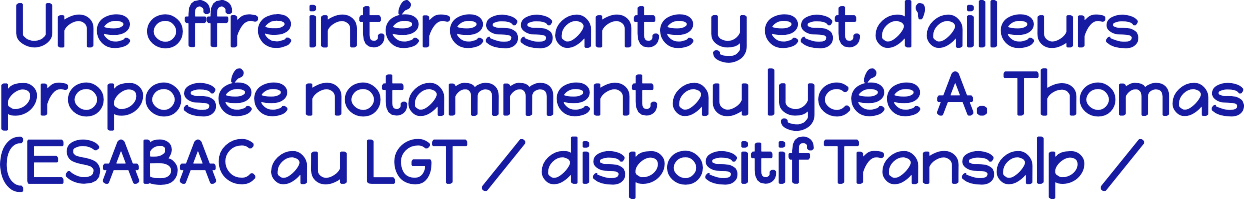 Une offre intéressante y est d'ailleurs
proposée notamment au lycée A. Thomas
(ESABAC au LGT / dispositif Transalp /